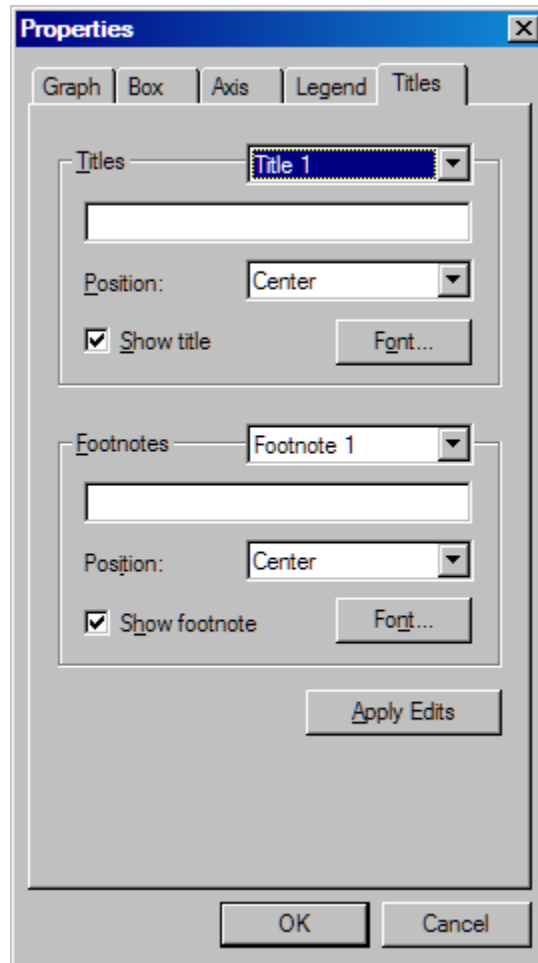 Properties
Graph Box Axis Legend Titles
Titles Title 1
Position: Center
Show title Font...
Footnotes Footnote 1
Position: Center
Show footnote Font...
Apply Edits
OK Cancel